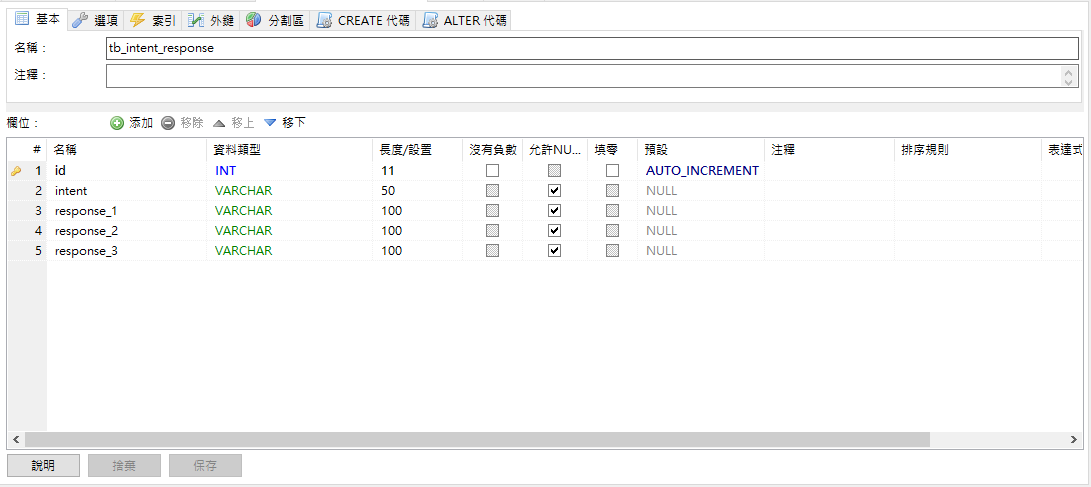 基本 選項 索引 外鍵 分割區 CREATE 代碼 ALTER 代碼
名稱： tb_intent_response
注釋：
欄位： 添加 移除 移上 移下
# 名稱 資料類型 長度/設置 沒有負數 允許NU... 填零 預設 注釋 排序規則 表達式
1 id INT 11 AUTO_INCREMENT
2 intent VARCHAR 50 NULL
3 response_1 VARCHAR 100 NULL
4 response_2 VARCHAR 100 NULL
5 response_3 VARCHAR 100 NULL
說明 捨棄 保存